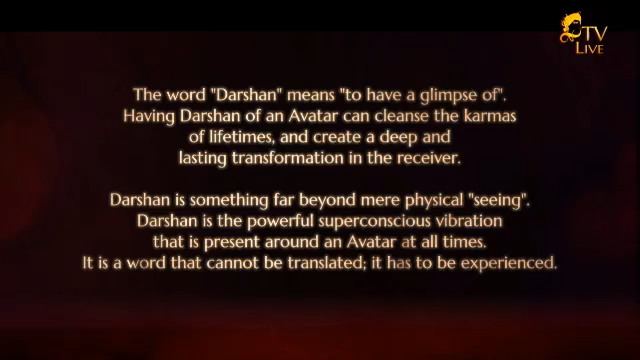 TV
LIVE
The word "Darshan" means "to have a glimpse of".
Having Darshan of an Avatar can cleanse the karmas
of lifetimes, and create a deep and
lasting transformation in the receiver.
Darshan is something far beyond mere physical "seeing".
Darshan is the powerful superconscious vibration
that is present around an Avatar at all times.
It is a word that cannot be translated; it has to be experienced.